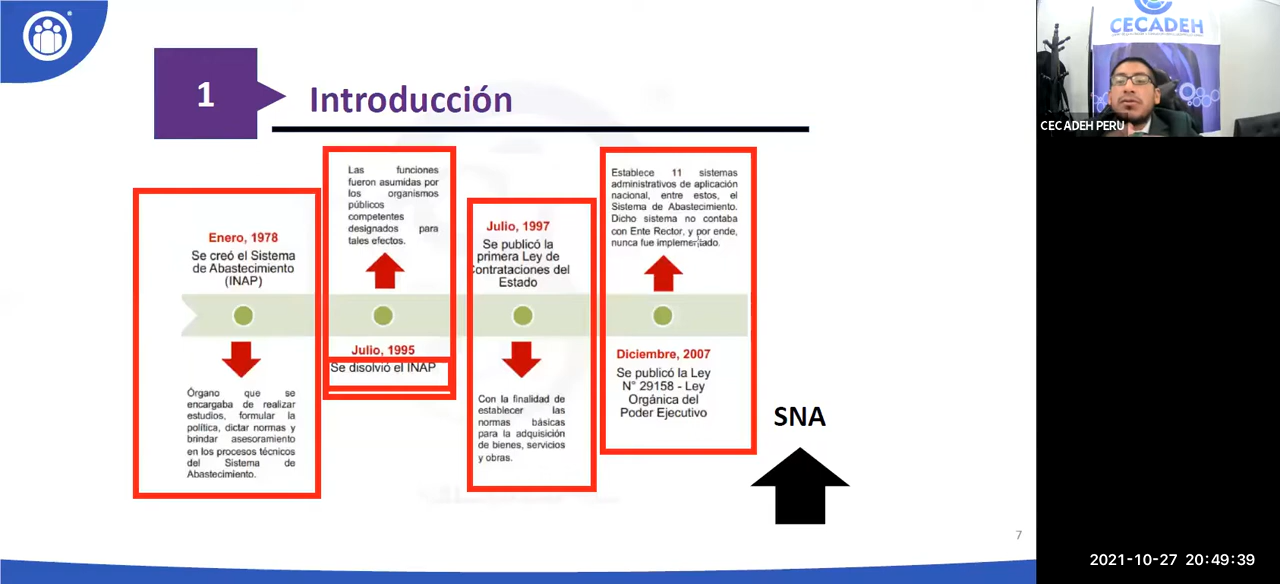 1
Introducción
Enero, 1978
Se creó el Sistema
de Abastecimiento
(INAP)
Órgano que se
encargaba de realizar
estudios, formular la
política, dictar normas y
brindar asesoramiento
en los procesos técnicos
del Sistema de
Abastecimiento.
Las funciones
fueron asumidas por
los organismos
públicos
competentes
designados para
tales efectos.
Julio, 1995
Se disolvió el INAP
Julio, 1997
Se publicó la
primera Ley de
Contrataciones del
Estado
Con la finalidad de
establecer las
normas básicas
para la adquisición
de bienes, servicios
y obras.
Establece 11 sistemas
administrativos de aplicación
nacional, entre estos, el
Sistema de Abastecimiento.
Dicho sistema no contaba
con Ente Rector, y por ende,
nunca fue implementado.
Diciembre, 2007
Se publicó la Ley
N° 29158 - Ley
Orgánica del
Poder Ejecutivo
SNA
7
CECADEH
CECADEH PERU
2021-10-27 20:49:39